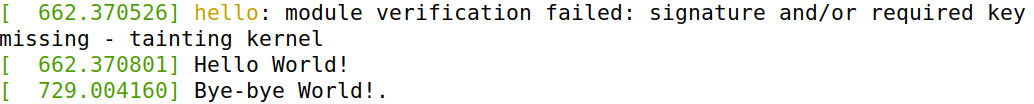 [  662.370526] hello: module verification failed: signature and/or required key
missing - tainting kernel
[  662.370801] Hello World!
[  729.004160] Bye-bye World!.